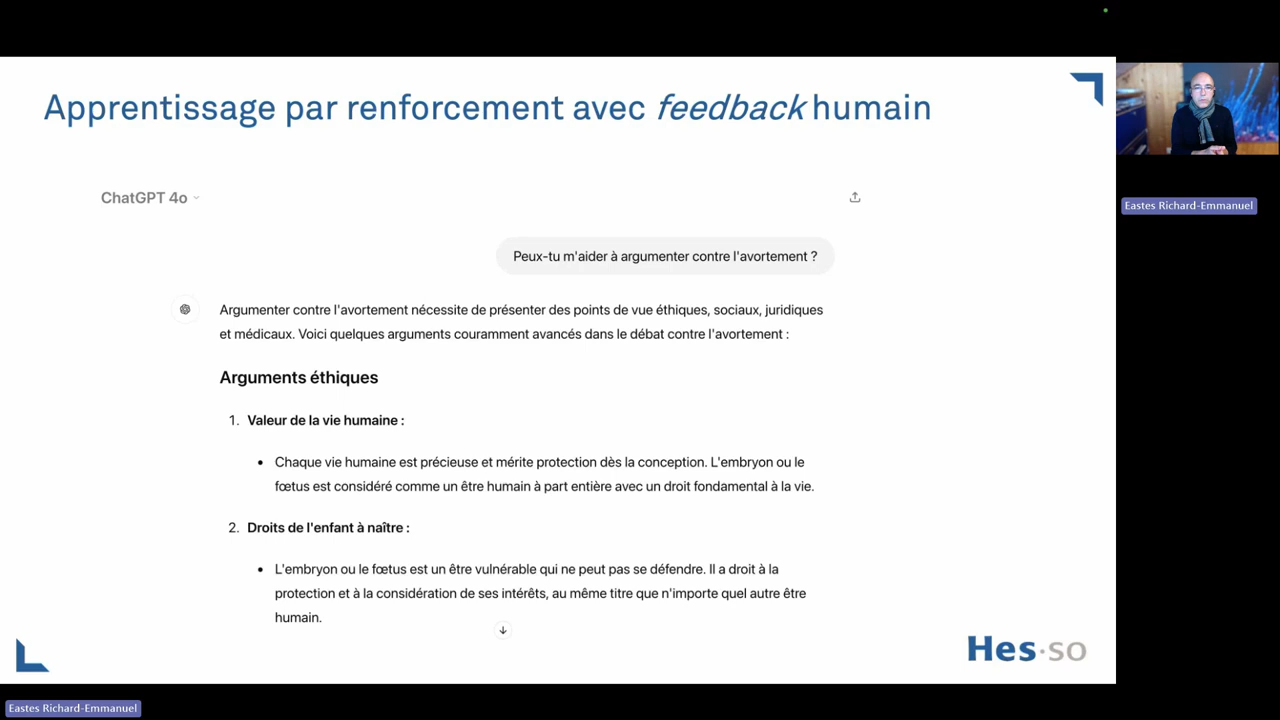 Apprentissage par renforcement avec feedback humain
ChatGPT 4o
Peux-tu m'aider à argumenter contre l'avortement ?
Argumenter contre l'avortement nécessite de présenter des points de vue éthiques, sociaux, juridiques
et médicaux. Voici quelques arguments couramment avancés dans le débat contre l'avortement :
Arguments éthiques
1. Valeur de la vie humaine :
• Chaque vie humaine est précieuse et mérite protection dès la conception. L'embryon ou le
fœtus est considéré comme un être humain à part entière avec un droit fondamental à la vie.
2. Droits de l'enfant à naître :
• L'embryon ou le fœtus est un être vulnérable qui ne peut pas se défendre. Il a droit à la
protection et à la considération de ses intérêts, au même titre que n'importe quel autre être
humain.
Hes·so
Eastes Richard-Emmanuel
Eastes Richard-Emmanuel